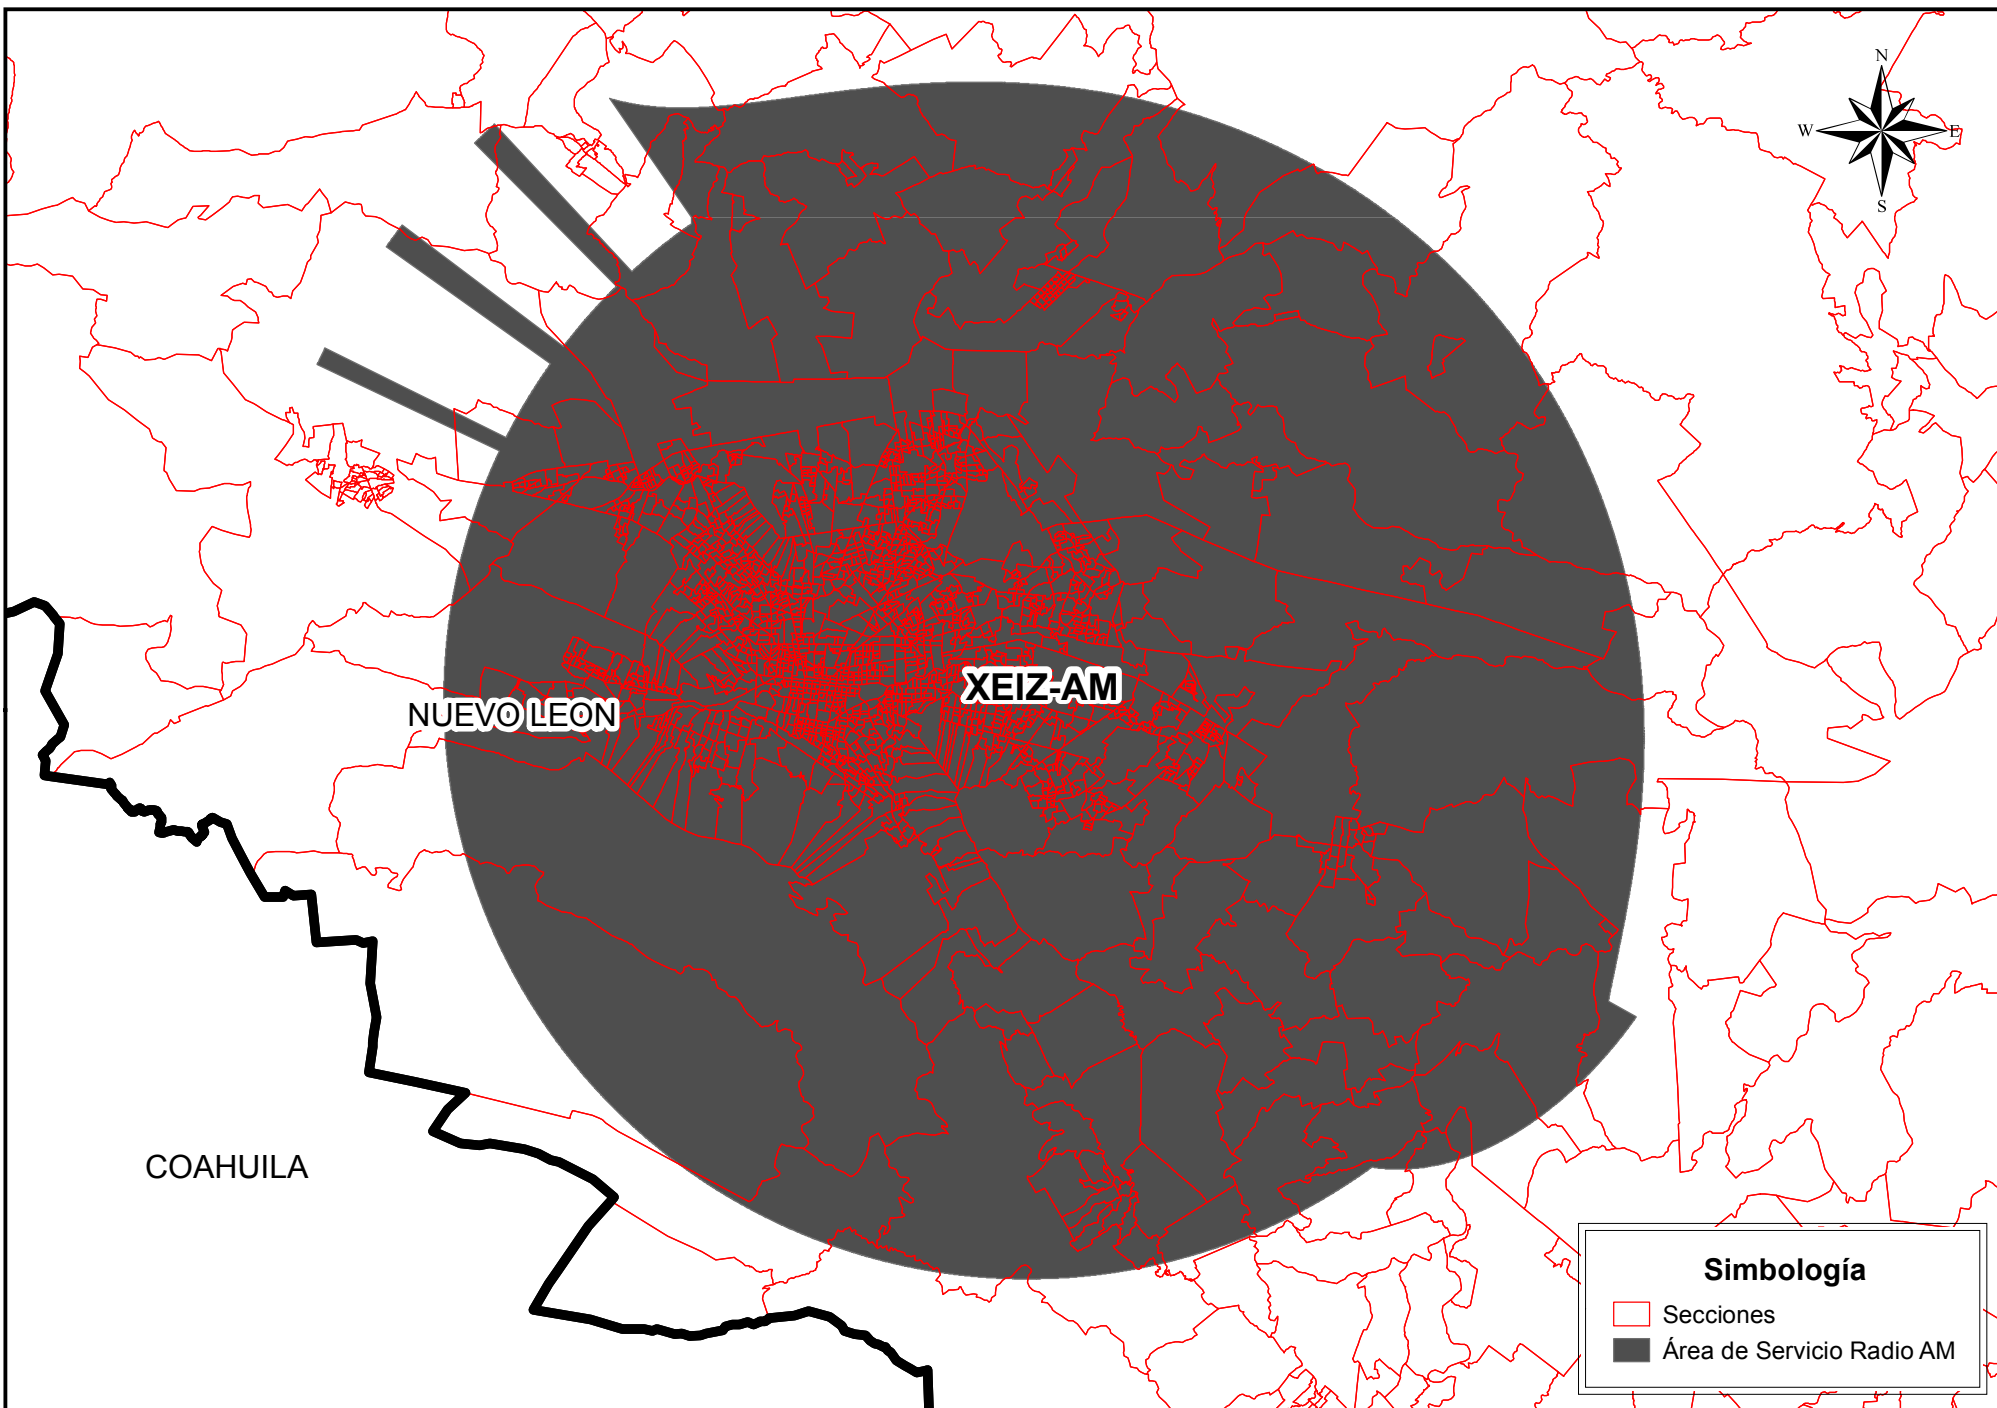 N
W E
S
XEIZ-AM
NUEVO LEON
COAHUILA
Simbología
Secciones
Área de Servicio Radio AM